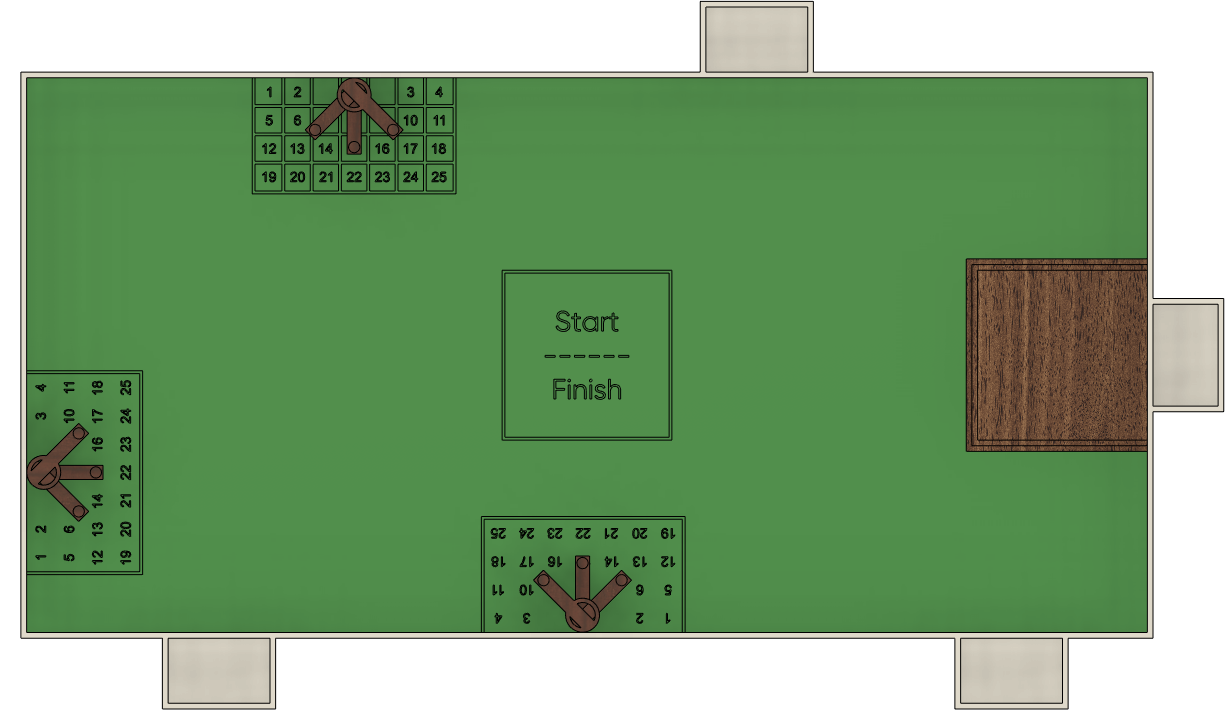 1 2 3 4
5 6 10 11
12 13 14 16 17 18
19 20 21 22 23 24 25
Start
------
Finish
4 11 18 25
3 10 17 24
16 23
22
14 21
2 6 13 20
1 5 12 19
25 24 23 22 21 20 19
18 17 16 14 13 12
11 10 6 5
4 3 2 1